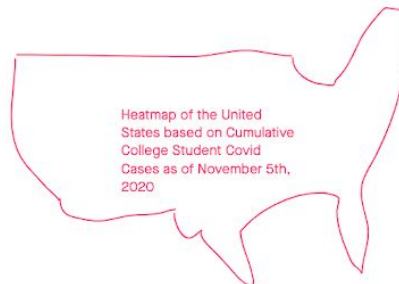 Heatmap of the United
States based on Cumulative
College Student Covid
Cases as of November 5th,
2020